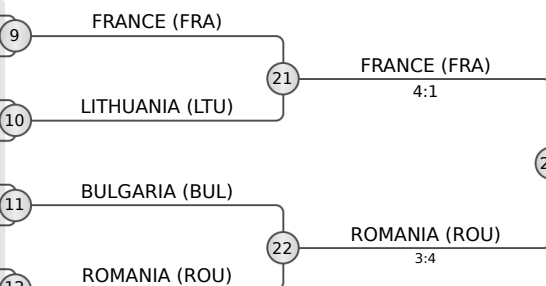 FRANCE (FRA)
9
FRANCE (FRA)
21
4:1
LITHUANIA (LTU)
10
BULGARIA (BUL)
11
ROMANIA (ROU)
22
3:4
ROMANIA (ROU)